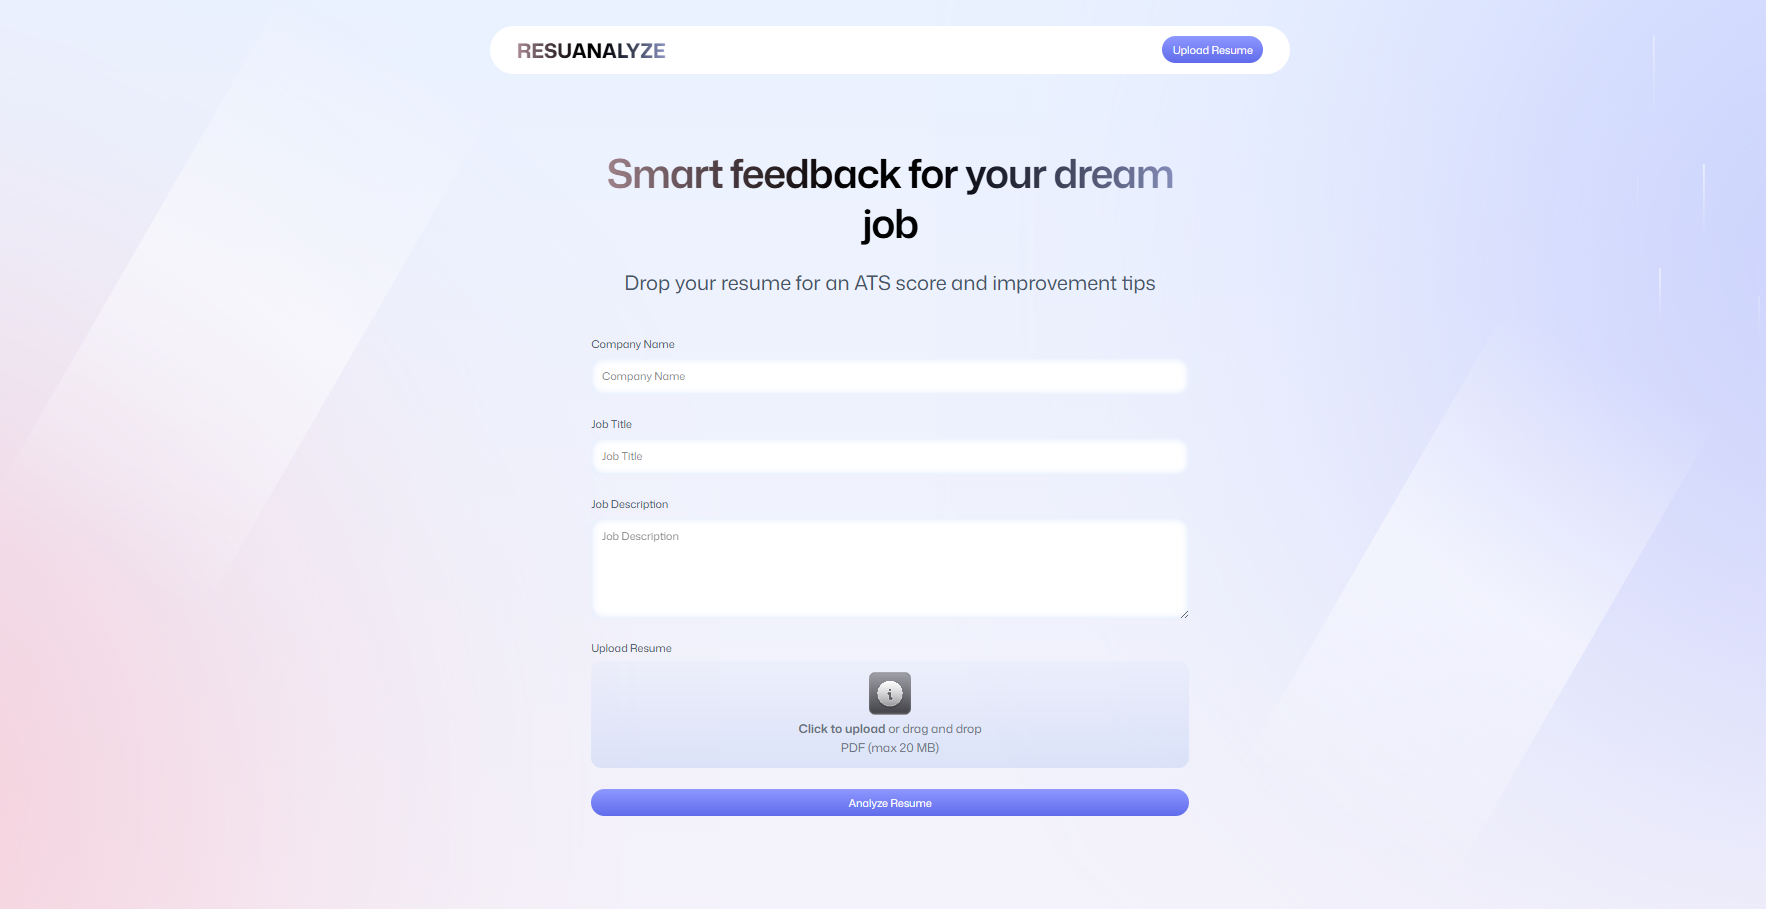 RESUANALYZE
Upload Resume
Smart feedback for your dream
job
Drop your resume for an ATS score and improvement tips
Company Name
Company Name
Job Title
Job Title
Job Description
Job Description
Upload Resume
i
Click to upload or drag and drop
PDF (max 20 MB)
Analyze Resume